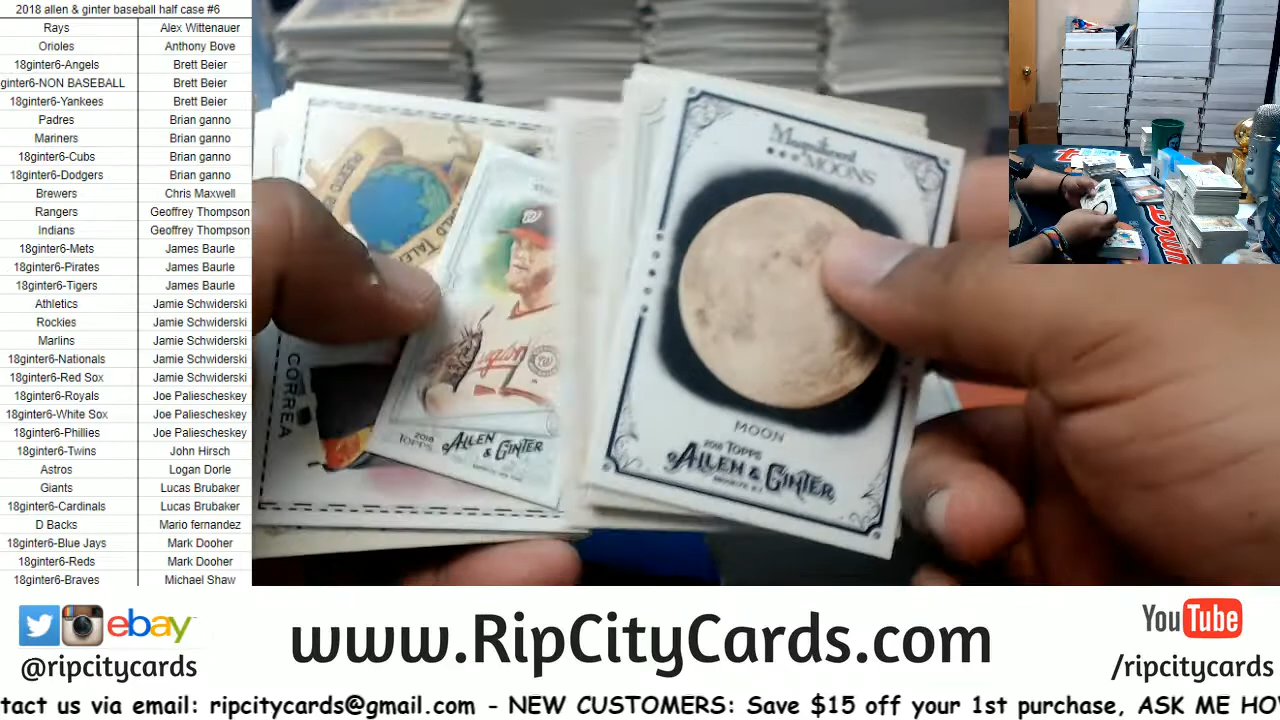 2018 allen & ginter baseball half case #6
Rays Alex Wittenauer
Orioles Anthony Bove
18ginter6-Angels Brett Beier
ginter6-NON BASEBALL Brett Beier
18ginter6-Yankees Brett Beier
Padres Brian ganno
Mariners Brian ganno
18ginter6-Cubs Brian ganno
18ginter6-Dodgers Brian ganno
Brewers Chris Maxwell
Rangers Geoffrey Thompson
Indians Geoffrey Thompson
18ginter6-Mets James Baurle
18ginter6-Pirates James Baurle
18ginter6-Tigers James Baurle
Athletics Jamie Schwiderski
Rockies Jamie Schwiderski
Marlins Jamie Schwiderski
18ginter6-Nationals Jamie Schwiderski
18ginter6-Red Sox Jamie Schwiderski
18ginter6-Royals Joe Paliescheskey
18ginter6-White Sox Joe Paliescheskey
18ginter6-Phillies Joe Paliescheskey
18ginter6-Twins John Hirsch
Astros Logan Dorle
Giants Lucas Brubaker
18ginter6-Cardinals Lucas Brubaker
D Backs Mario fernandez
18ginter6-Blue Jays Mark Dooher
18ginter6-Reds Mark Dooher
18ginter6-Braves Michael Shaw
CORREA
W
2018
TOPPS
ALLEN & GINTER
Magnificent
MOONS
MOON
2018 TOPPS
ALLEN & GINTER
ebay
@ripcitycards
www.RipCityCards.com
YouTube
/ripcitycards
tact us via email: ripcitycards@gmail.com - NEW CUSTOMERS: Save $15 off your 1st purchase, ASK ME HO